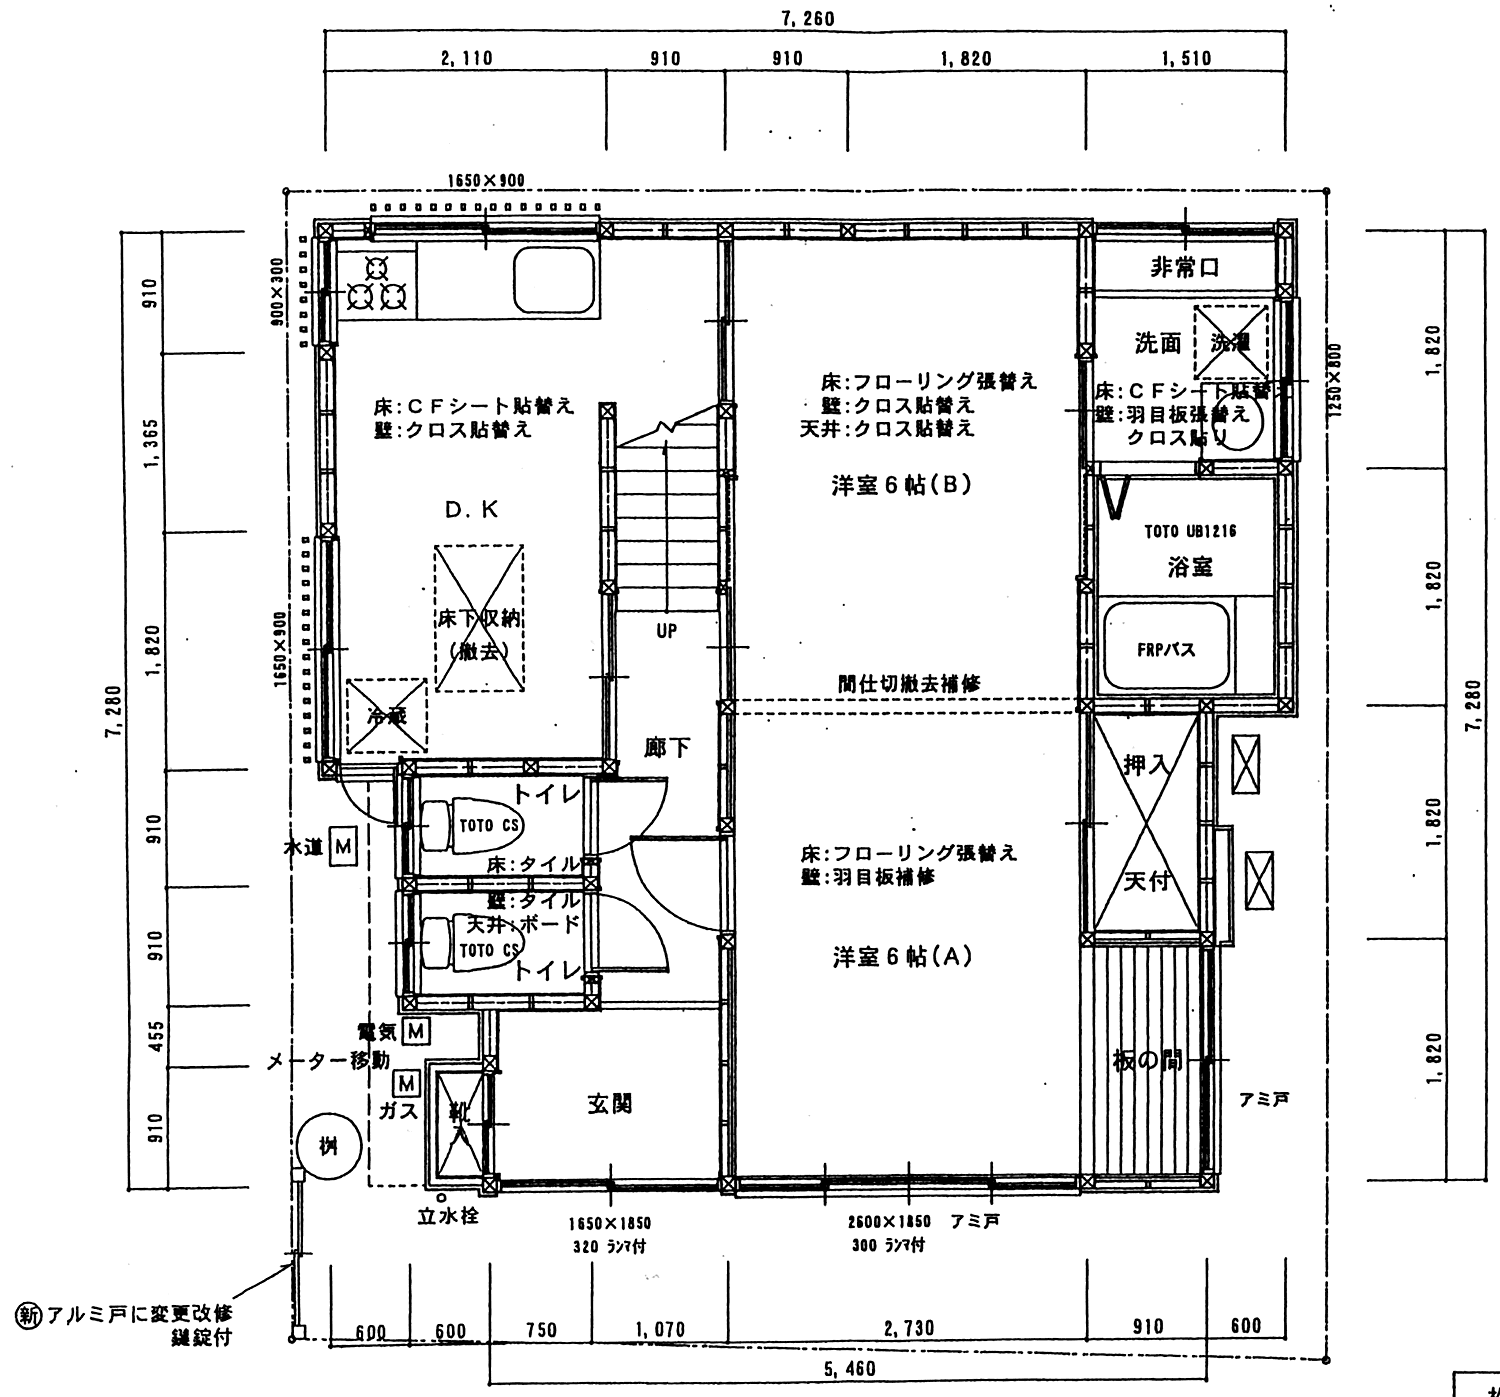 7,260
2,110
910
910
1,820
1,510
1650×900
900×300
非常口
洗面
洗濯
1250×800
床:CFシート貼替え
壁:羽目板張替え
クロス貼り
床:フローリング張替え
壁:クロス貼替え
天井:クロス貼替え
洋室6帖(B)
床:CFシート貼替え
壁:クロス貼替え
D.K
床下収納
(撤去)
冷蔵
1650×900
UP
TOTO UB1216
浴室
FRPバス
間仕切撤去補修
廊下
押入
天付
トイレ
TOTO CS
床:タイル
壁:タイル
天井:ボード
TOTO CS
トイレ
水道 M
床:フローリング張替え
壁:羽目板補修
洋室6帖(A)
電気 M
メーター移動
M
ガス
靴
入
玄関
板の間
アミ戸
桝
立水栓
1650×1850
320 ランマ付
2600×1850 アミ戸
300 ランマ付
新 アルミ戸に変更改修
鍵錠付
910
1,365
1,820
910
910
455
910
7,280
1,820
1,820
1,820
1,820
7,280
600
600
750
1,070
2,730
910
600
5,460